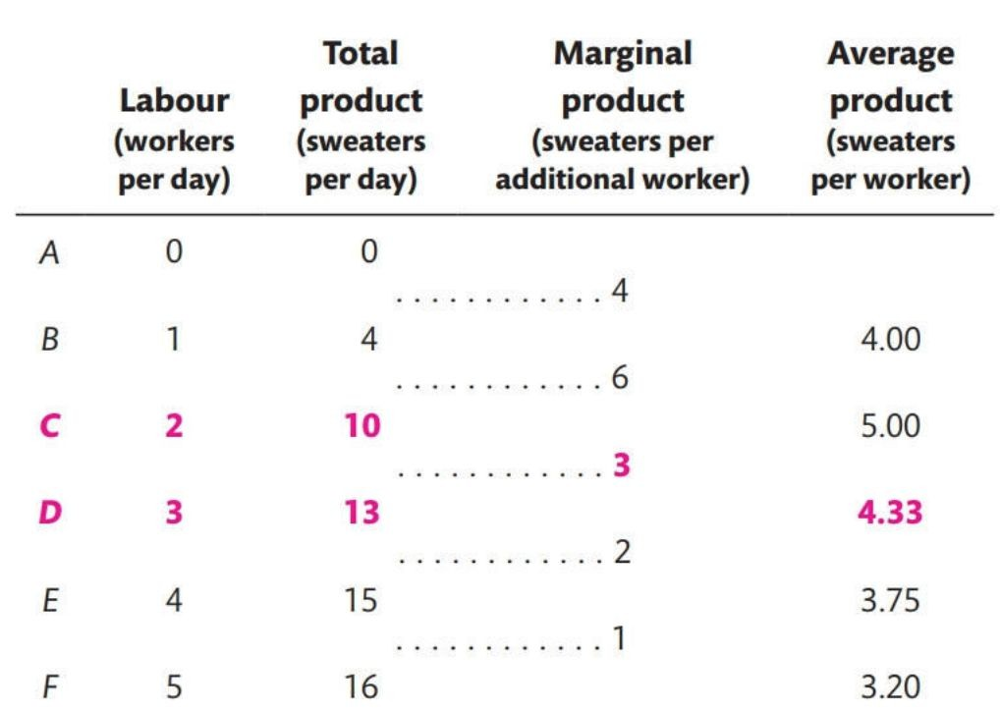 Total Marginal Average
Labour product product product
(workers (sweaters (sweaters per (sweaters
per day) per day) additional worker) per worker)
A 0 0
. . . . . . . . . . . . 4
B 1 4 4.00
. . . . . . . . . . . . 6
C 2 10 5.00
. . . . . . . . . . . . 3
D 3 13 4.33
. . . . . . . . . . . . 2
E 4 15 3.75
. . . . . . . . . . . . 1
F 5 16 3.20